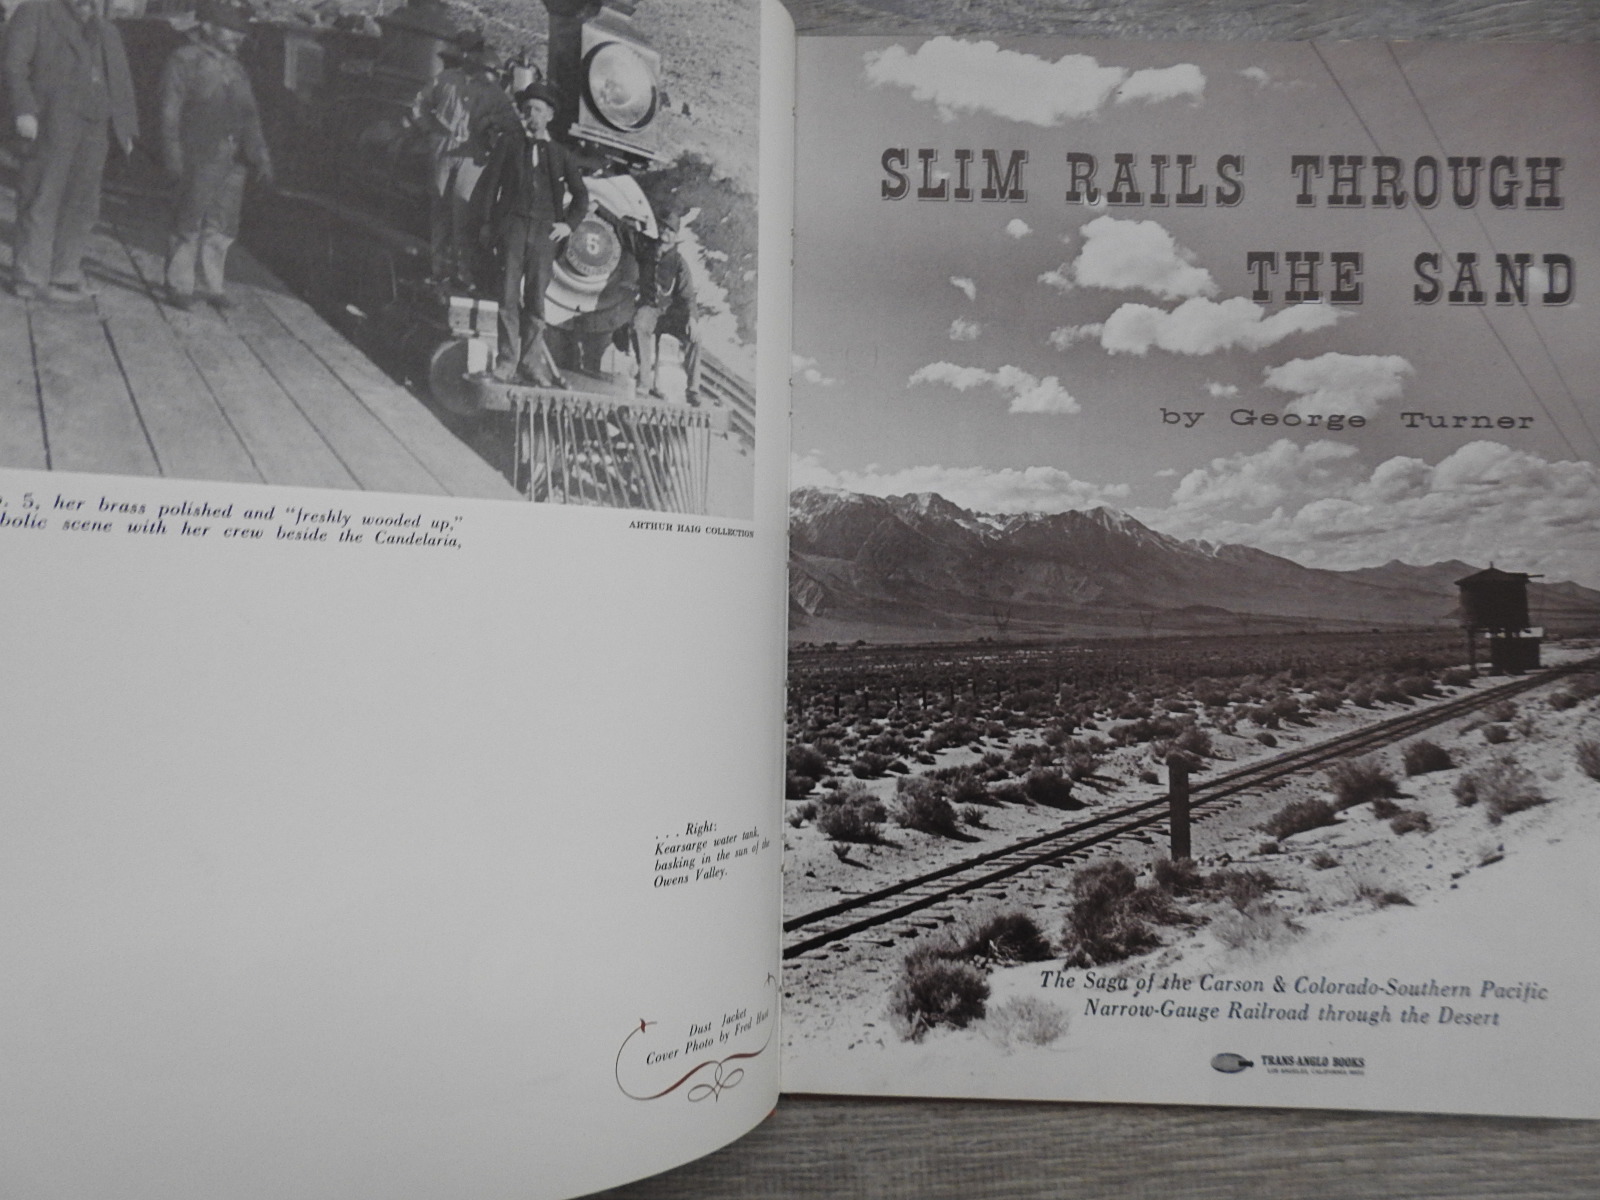 5
5, her brass polished and "freshly wooded up,"
scene with her crew beside the Candelaria,
ARTHUR HAIG COLLECTION
. . . Right:
Kearsarge water tank,
basking in the sun of the
Owens Valley.
Dust Jacket
Cover Photo by Fred
SLIM RAILS THROUGH
THE SAND
by George Turner
The Saga of the Carson & Colorado-Southern Pacific
Narrow-Gauge Railroad through the Desert
TRANS-ANGLO BOOKS